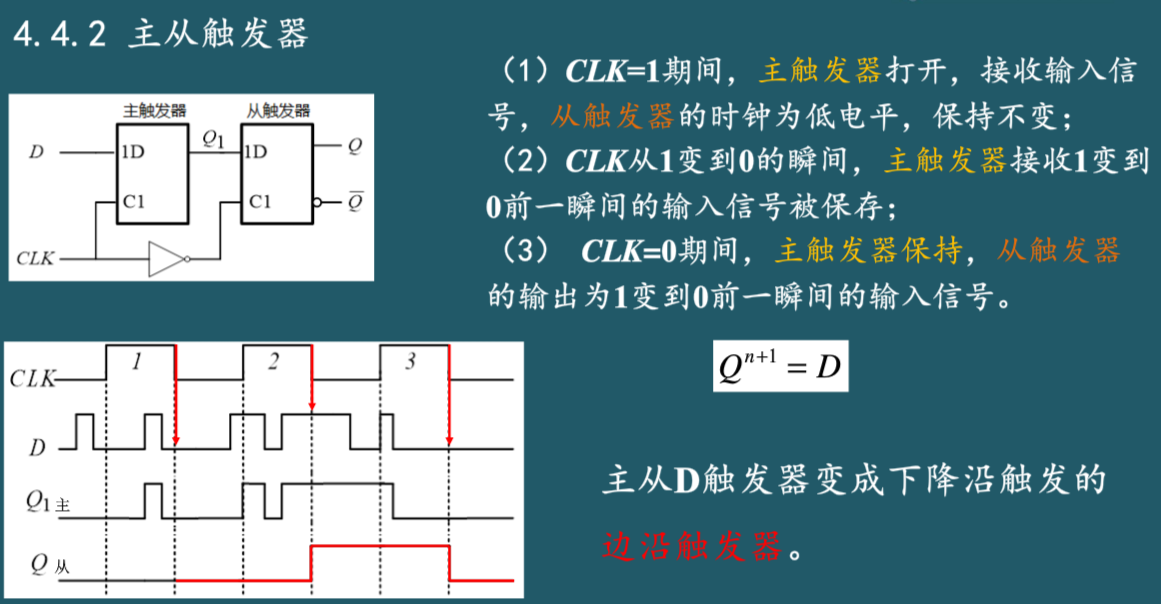 4.4.2 主从触发器
主触发器 从触发器
D 1D Q1 1D Q
C1 C1 Q̅
CLK
(1)CLK=1期间,主触发器打开,接收输入信
号,从触发器的时钟为低电平,保持不变;
(2)CLK从1变到0的瞬间,主触发器接收1变到
0前一瞬间的输入信号被保存;
(3) CLK=0期间,主触发器保持,从触发器
的输出为1变到0前一瞬间的输入信号。
Qⁿ⁺¹ = D
主从D触发器变成下降沿触发的
边沿触发器。
1 2 3
CLK
D
Q1主
Q从